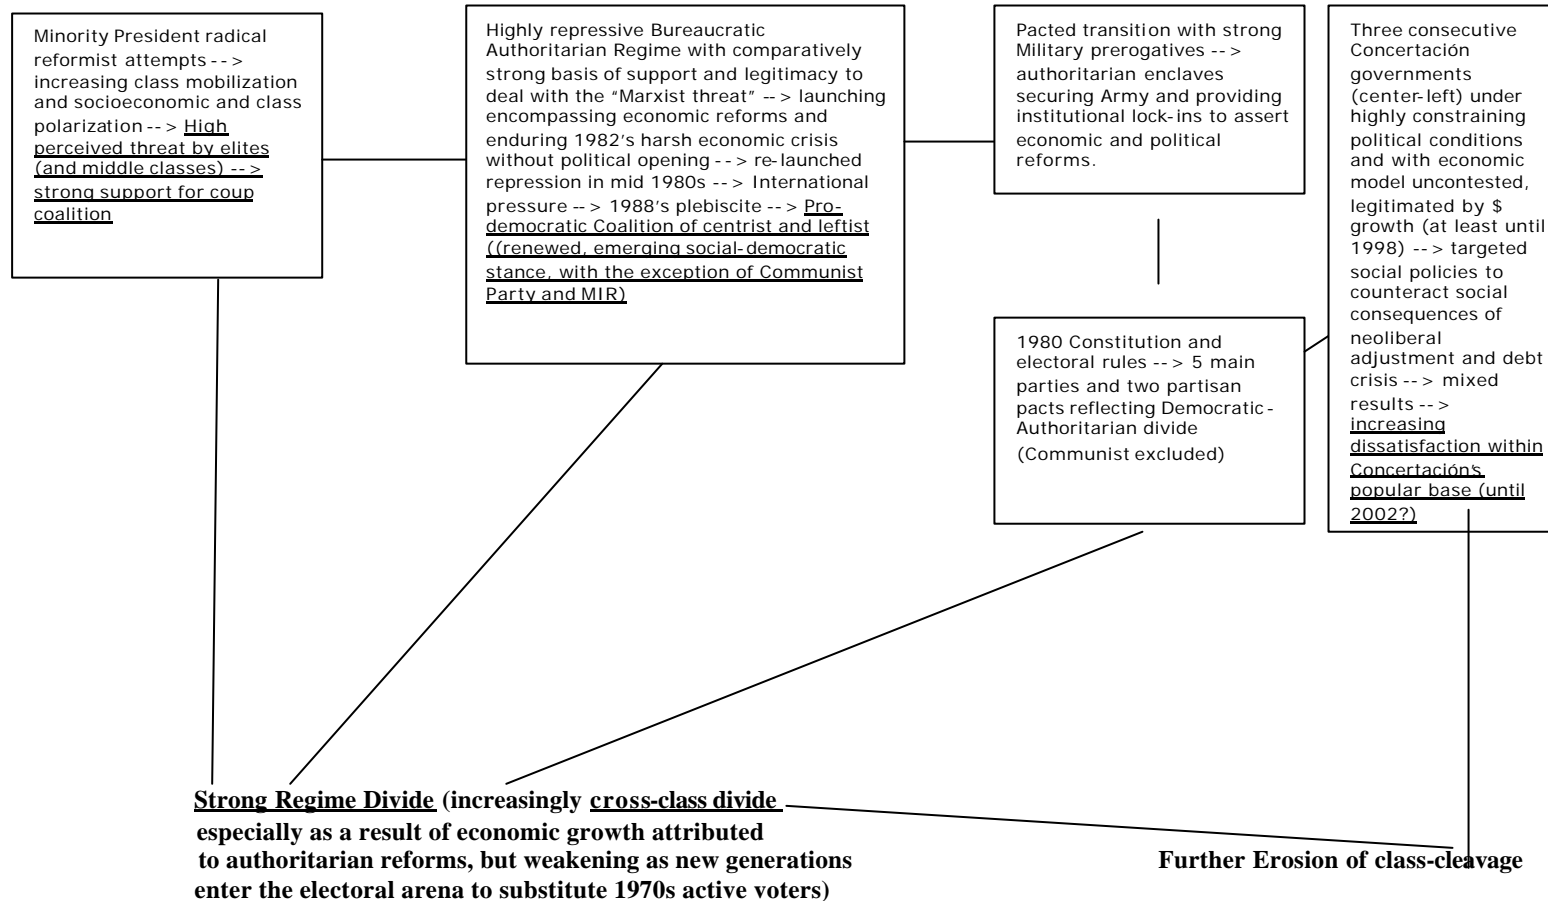 Minority President radical
reformist attempts -->
increasing class mobilization
and socioeconomic and class
polarization --> High
perceived threat by elites
(and middle classes) -->
strong support for coup
coalition
Highly repressive Bureaucratic
Authoritarian Regime with comparatively
strong basis of support and legitimacy to
deal with the “Marxist threat” --> launching
encompassing economic reforms and
enduring 1982’s harsh economic crisis
without political opening --> re-launched
repression in mid 1980s --> International
pressure --> 1988’s plebiscite --> Pro-
democratic Coalition of centrist and leftist
((renewed, emerging social-democratic
stance, with the exception of Communist
Party and MIR)
Pacted transition with strong
Military prerogatives -->
authoritarian enclaves
securing Army and providing
institutional lock-ins to assert
economic and political
reforms.
1980 Constitution and
electoral rules --> 5 main
parties and two partisan
pacts reflecting Democratic-
Authoritarian divide
(Communist excluded)
Three consecutive
Concertación
governments
(center-left) under
highly constraining
political conditions
and with economic
model uncontested,
legitimated by $
growth (at least until
1998) --> targeted
social policies to
counteract social
consequences of
neoliberal
adjustment and debt
crisis --> mixed
results -->
increasing
dissatisfaction within
Concertación’s
popular base (until
2002?)
Strong Regime Divide (increasingly cross-class divide
especially as a result of economic growth attributed
to authoritarian reforms, but weakening as new generations
enter the electoral arena to substitute 1970s active voters)
Further Erosion of class-cleavage